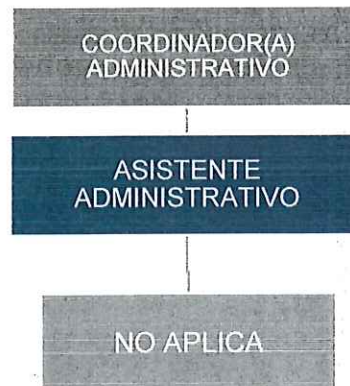 COORDINADOR(A)
ADMINISTRATIVO
ASISTENTE
ADMINISTRATIVO
NO APLICA